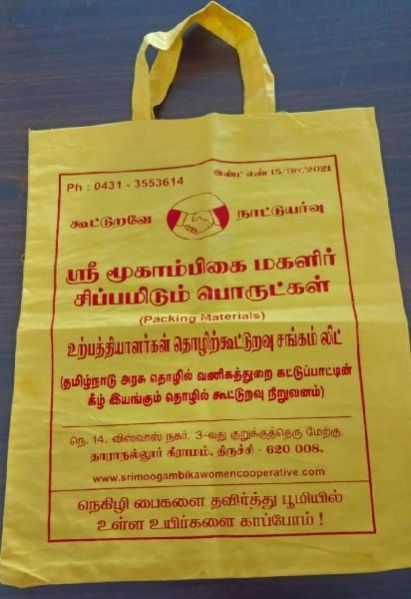 இண்ட் எண் 15/TRY/2021
Ph : 0431 - 3553614
கூட்டுறவே நாட்டுயர்வு
ஸ்ரீ மூகாம்பிகை மகளிர்
சிப்பமிடும் பொருட்கள்
(Packing Materials)
உற்பத்தியாளர்கள் தொழிற்கூட்டுறவு சங்கம் லிட்
(தமிழ்நாடு அரசு தொழில் வணிகத்துறை கட்டுப்பாட்டின்
கீழ் இயங்கும் தொழில் கூட்டுறவு நிறுவனம்)
நெ. 14, விஸ்வாஸ் நகர், 3-வது குறுக்குத்தெரு மேற்கு,
தாராநல்லூர் கிராமம், திருச்சி - 620 008.
www.srimoogambikawomencooperative.com
நெகிழி பைகளை தவிர்த்து பூமியில்
உள்ள உயிர்களை காப்போம் !